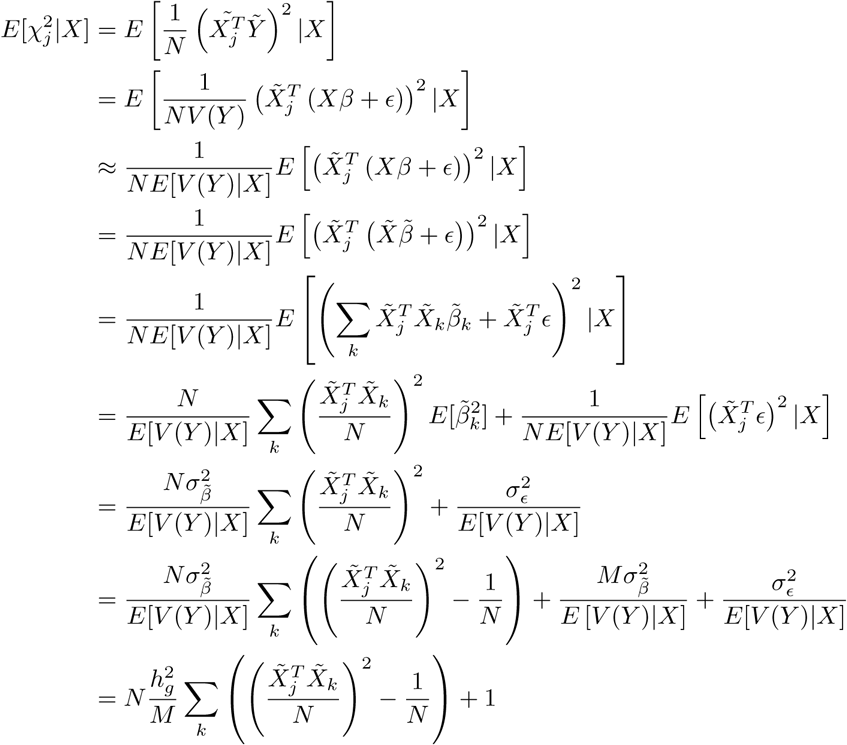 $E[\chi_j^2|X] = E\left[\frac{1}{N}\left(\tilde{X_j^T}\tilde{Y}\right)^2|X\right]$
$= E\left[\frac{1}{NV(Y)}\left(\tilde{X}_j^T(X\beta+\epsilon)\right)^2|X\right]$
$\approx \frac{1}{NE[V(Y)|X]}E\left[\left(\tilde{X}_j^T(X\beta+\epsilon)\right)^2|X\right]$
$= \frac{1}{NE[V(Y)|X]}E\left[\left(\tilde{X}_j^T\left(\tilde{X}\tilde{\beta}+\epsilon\right)\right)^2|X\right]$
$= \frac{1}{NE[V(Y)|X]}E\left[\left(\sum_k \tilde{X}_j^T\tilde{X}_k\tilde{\beta}_k+\tilde{X}_j^T\epsilon\right)^2|X\right]$
$= \frac{N}{E[V(Y)|X]}\sum_k\left(\frac{\tilde{X}_j^T\tilde{X}_k}{N}\right)^2E[\tilde{\beta}_k^2]+\frac{1}{NE[V(Y)|X]}E\left[\left(\tilde{X}_j^T\epsilon\right)^2|X\right]$
$= \frac{N\sigma_{\tilde{\beta}}^2}{E[V(Y)|X]}\sum_k\left(\frac{\tilde{X}_j^T\tilde{X}_k}{N}\right)^2+\frac{\sigma_\epsilon^2}{E[V(Y)|X]}$
$= \frac{N\sigma_{\tilde{\beta}}^2}{E[V(Y)|X]}\sum_k\left(\left(\frac{\tilde{X}_j^T\tilde{X}_k}{N}\right)^2-\frac{1}{N}\right)+\frac{M\sigma_{\tilde{\beta}}^2}{E[V(Y)|X]}+\frac{\sigma_\epsilon^2}{E[V(Y)|X]}$
$= N\frac{h_g^2}{M}\sum_k\left(\left(\frac{\tilde{X}_j^T\tilde{X}_k}{N}\right)^2-\frac{1}{N}\right)+1$